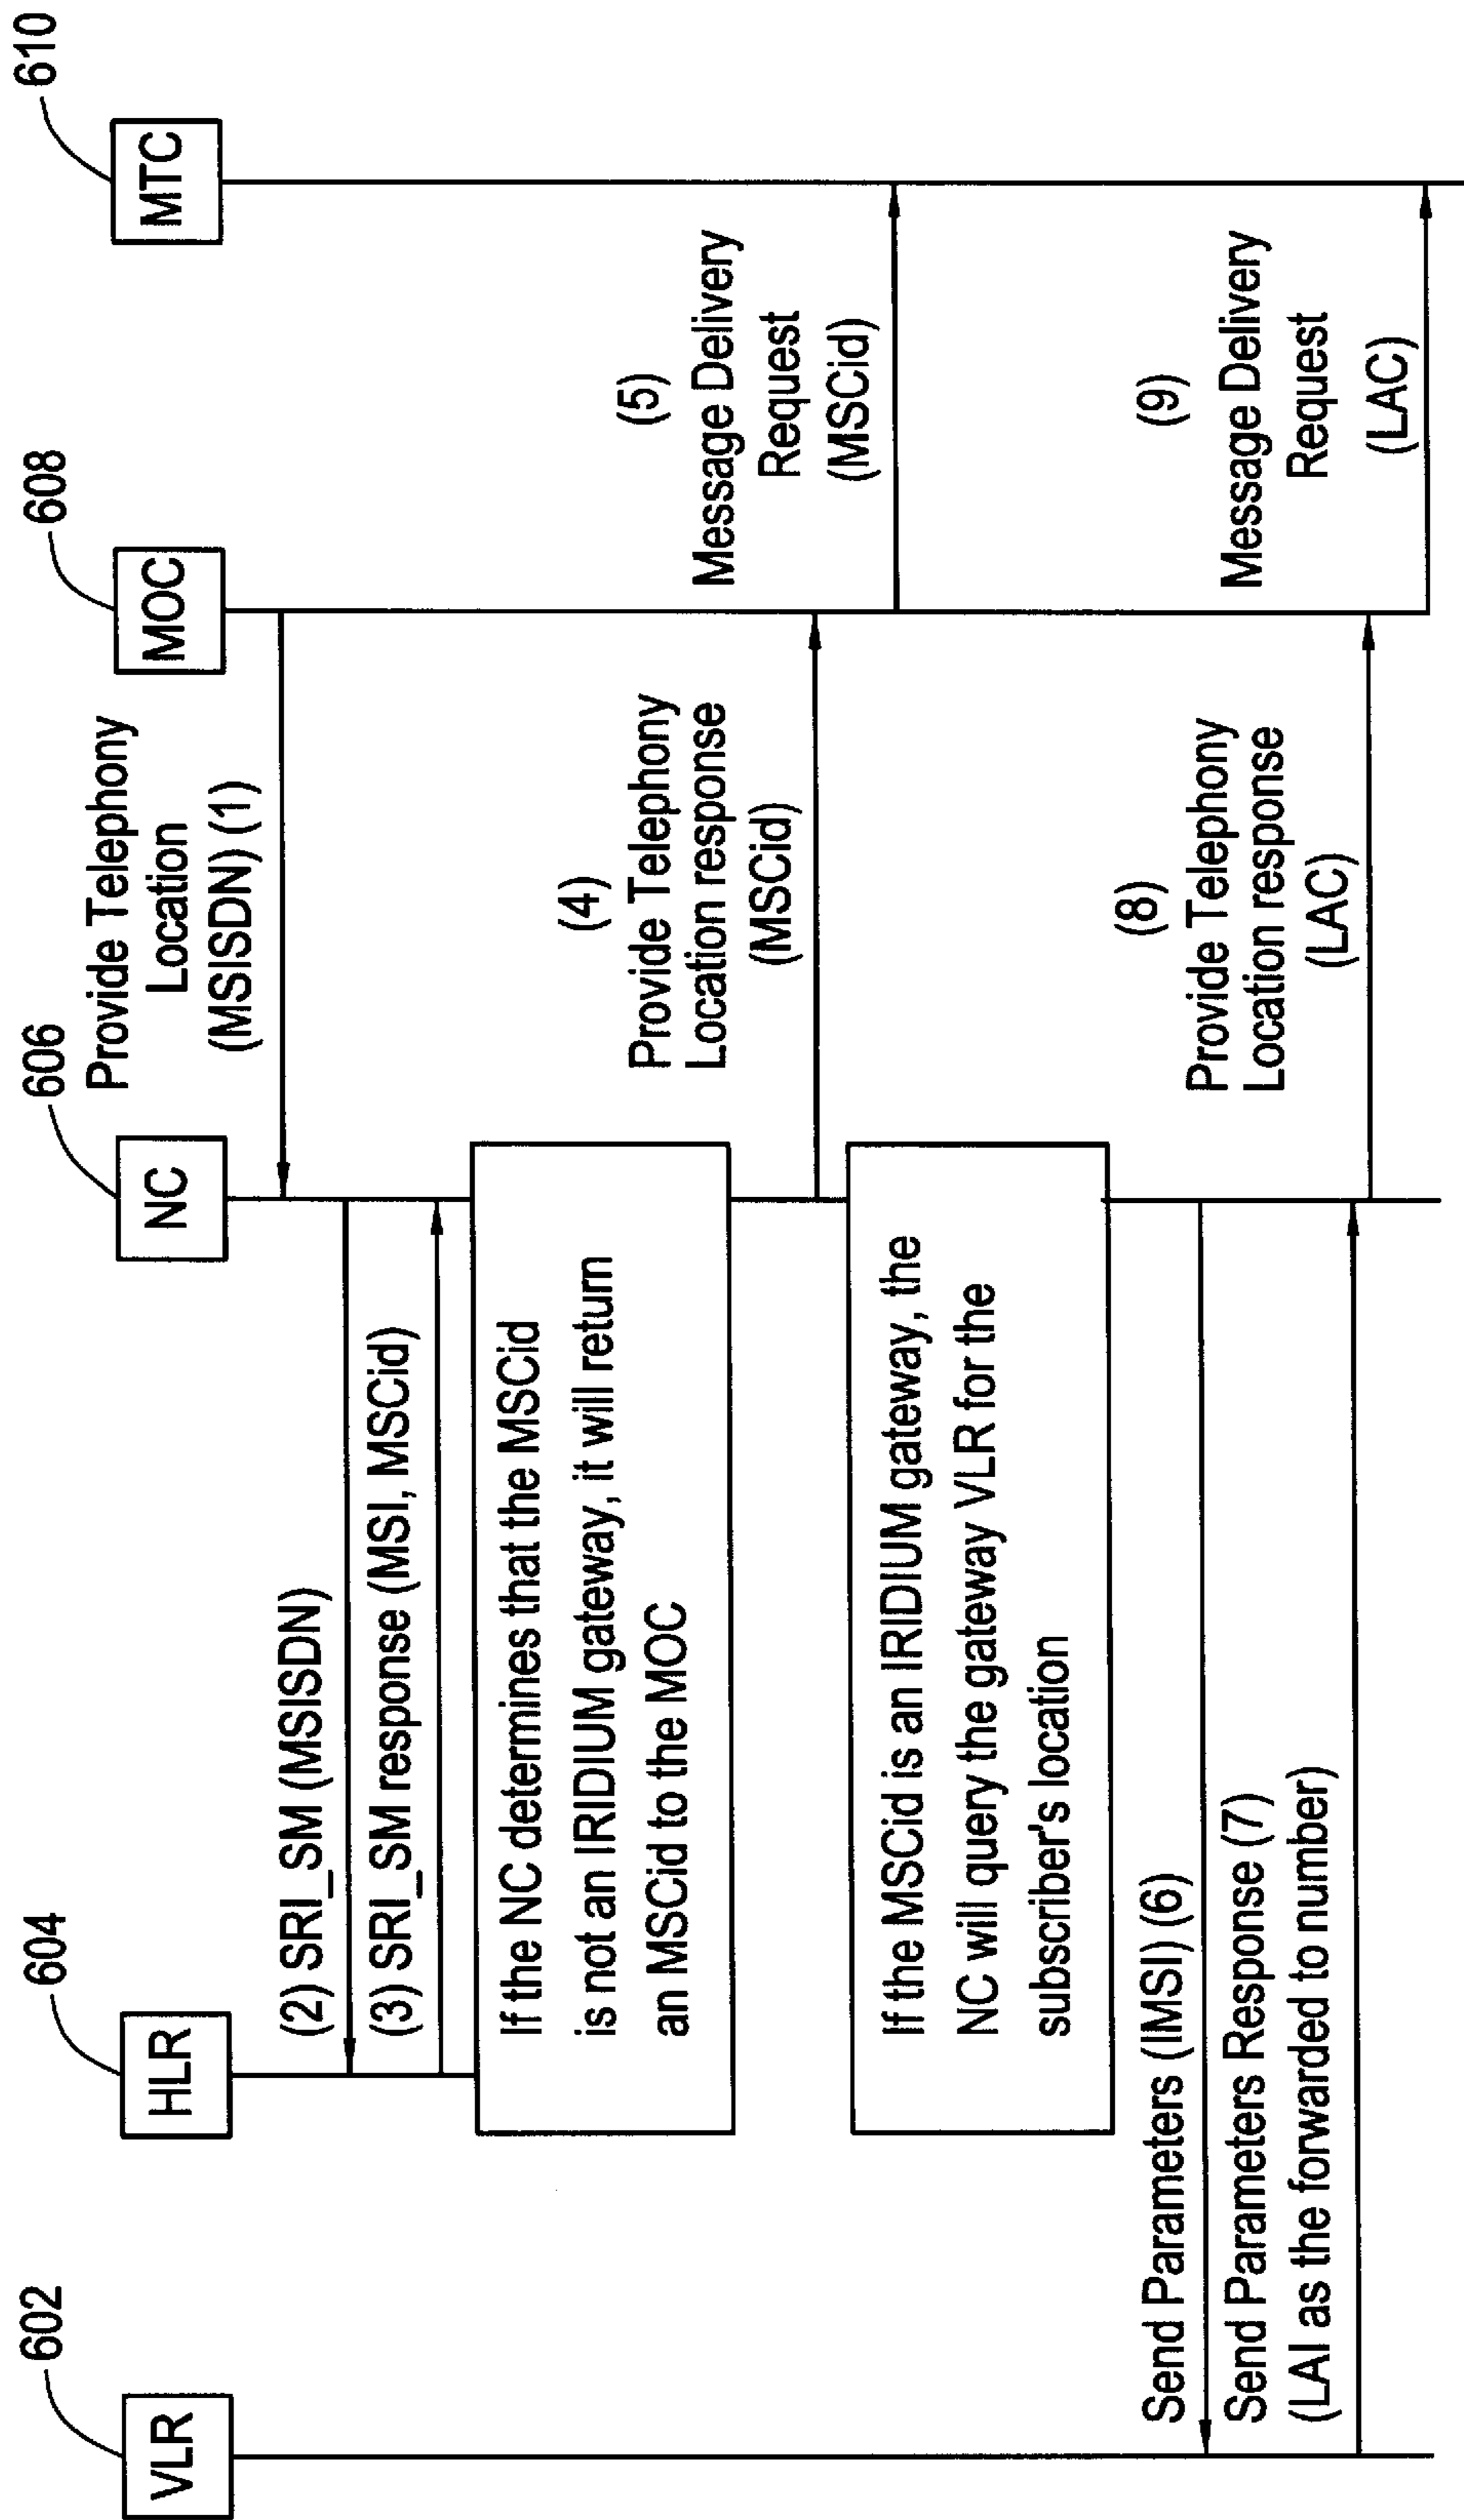 602
604
606
608
610
VLR
HLR
NC
MOC
MTC
Provide Telephony
Location
(MSISDN) (1)
(2) SRI_SM (MSISDN)
(3) SRI_SM response (MSI, MSCid)
If the NC determines that the MSCid
is not an IRIDIUM gateway, it will return
an MSCid to the MOC
(4)
Provide Telephony
Location response
(MSCid)
(5)
Message Delivery
Request
(MSCid)
If the MSCid is an IRIDIUM gateway, the
NC will query the gateway VLR for the
subscriber's location
Send Parameters (IMSI) (6)
Send Parameters Response (7)
(LAI as the forwarded to number)
(8)
Provide Telephony
Location response
(LAC)
(9)
Message Delivery
Request
(LAC)